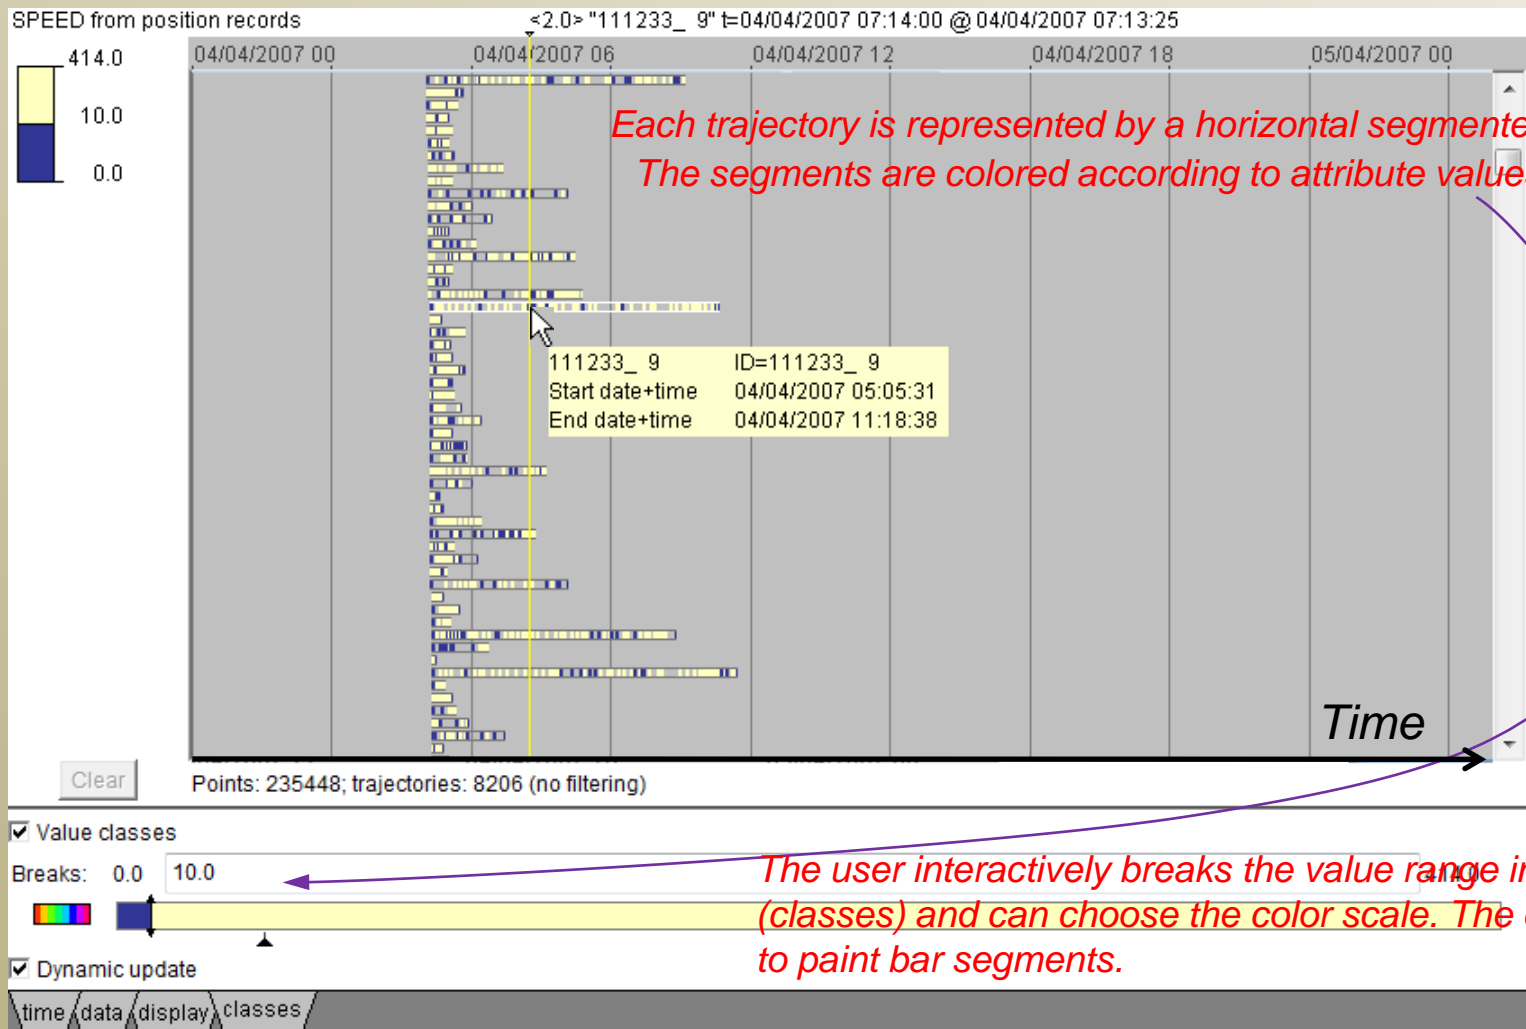 SPEED from position records <2.0> "111233_ 9" t=04/04/2007 07:14:00 @ 04/04/2007 07:13:25
414.0
10.0
0.0
04/04/2007 00 04/04/2007 06 04/04/2007 12 04/04/2007 18 05/04/2007 00
Each trajectory is represented by a horizontal segmente
The segments are colored according to attribute value
111233_ 9 ID=111233_ 9
Start date+time 04/04/2007 05:05:31
End date+time 04/04/2007 11:18:38
Time
Clear
Points: 235448; trajectories: 8206 (no filtering)
Value classes
Breaks: 0.0 10.0 414.0
The user interactively breaks the value range in
(classes) and can choose the color scale. The
to paint bar segments.
Dynamic update
time data display classes